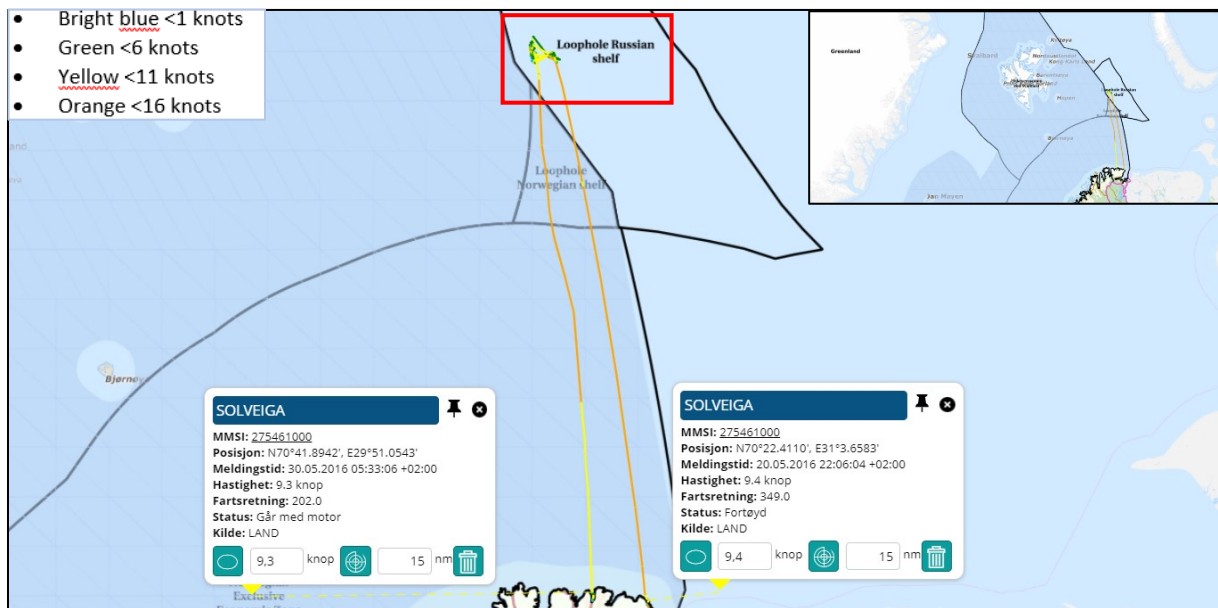 Bright blue <1 knots
Green <6 knots
Yellow <11 knots
Orange <16 knots
Loophole Russian
shelf
Loophole
Norwegian shelf
Greenland
Svalbard
Bjørnøya
Jan Mayen
SOLVEIGA
MMSI: 275461000
Posisjon: N70°41.8942', E29°51.0543'
Meldingstid: 30.05.2016 05:33:06 +02:00
Hastighet: 9.3 knop
Fartsretning: 202.0
Status: Går med motor
Kilde: LAND
9,3 knop 15 nm
SOLVEIGA
MMSI: 275461000
Posisjon: N70°22.4110', E31°3.6583'
Meldingstid: 20.05.2016 22:06:04 +02:00
Hastighet: 9.4 knop
Fartsretning: 349.0
Status: Fortøyd
Kilde: LAND
9,4 knop 15 nm
Exclusive